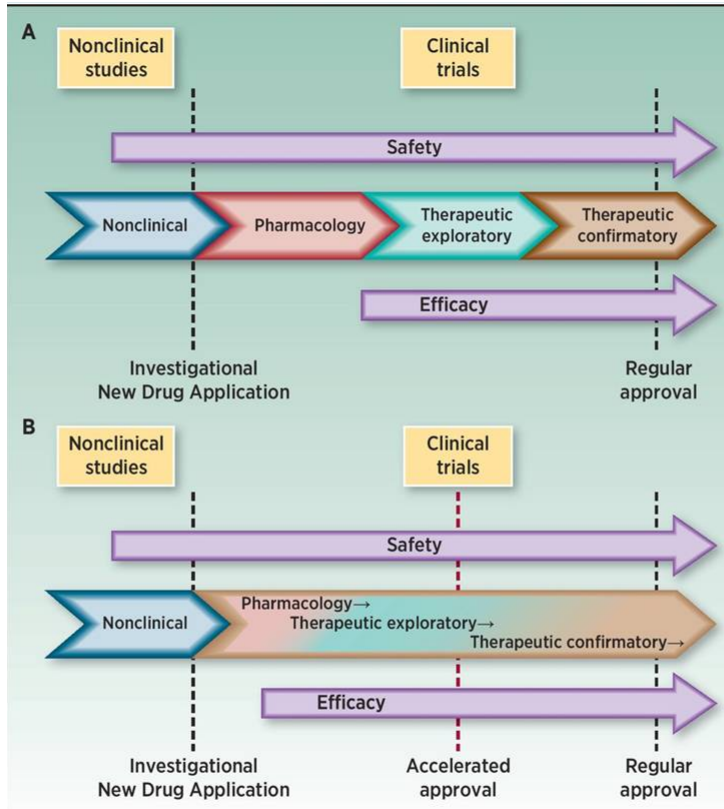 A
Nonclinical
studies
Clinical
trials
Safety
Nonclinical
Pharmacology
Therapeutic
exploratory
Therapeutic
confirmatory
Efficacy
Investigational
New Drug Application
Regular
approval
B
Nonclinical
studies
Clinical
trials
Safety
Nonclinical
Pharmacology→
Therapeutic exploratory→
Therapeutic confirmatory→
Efficacy
Investigational
New Drug Application
Accelerated
approval
Regular
approval